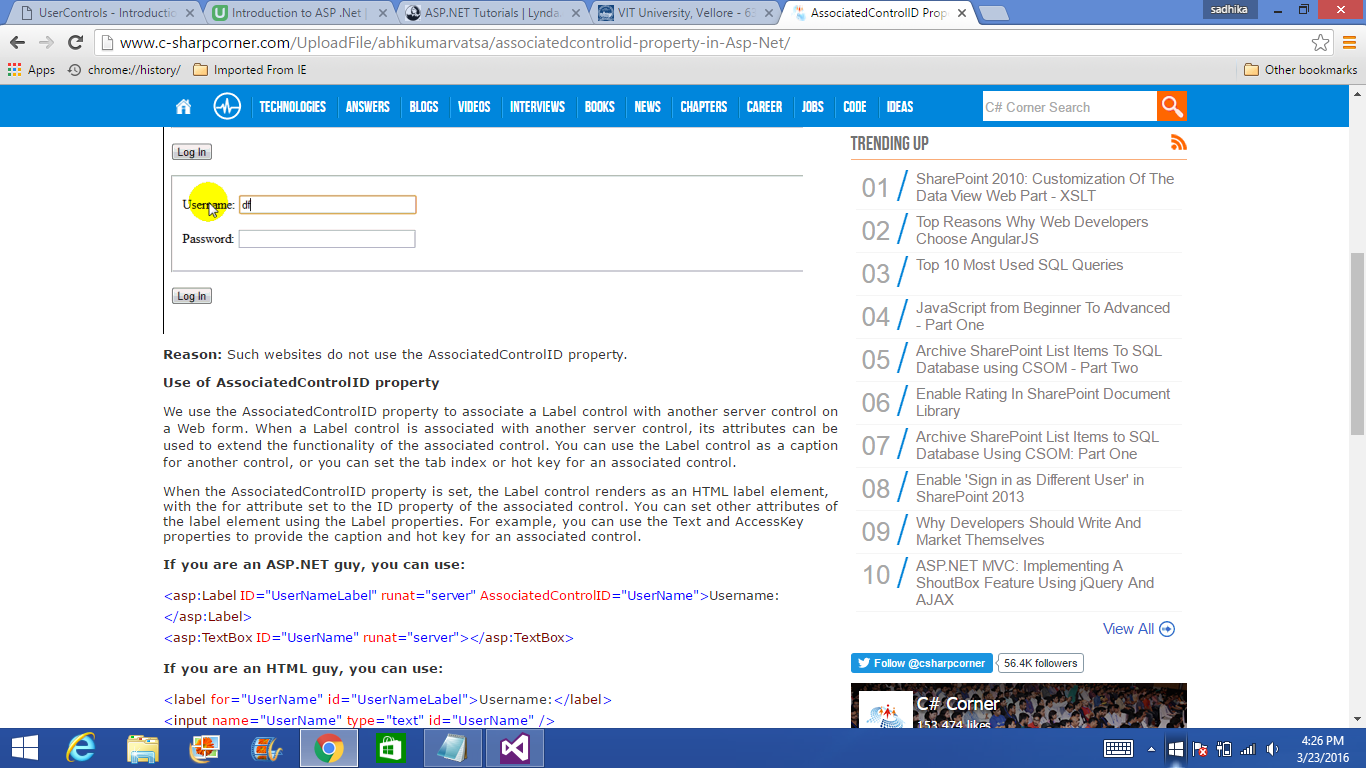 UserControls - Introductic
Introduction to ASP .Net |
ASP.NET Tutorials | Lynda.
VIT University, Vellore - 63
AssociatedControlID Prop
sadhika
www.c-sharpcorner.com/UploadFile/abhikumarvatsa/associatedcontrolid-property-in-Asp-Net/
Apps chrome://history/ Imported From IE Other bookmarks
TECHNOLOGIES ANSWERS BLOGS VIDEOS INTERVIEWS BOOKS NEWS CHAPTERS CAREER JOBS CODE IDEAS C# Corner Search
Log In
Username: df
Password:
Log In
Reason: Such websites do not use the AssociatedControlID property.
Use of AssociatedControlID property
We use the AssociatedControlID property to associate a Label control with another server control on
a Web form. When a Label control is associated with another server control, its attributes can be
used to extend the functionality of the associated control. You can use the Label control as a caption
for another control, or you can set the tab index or hot key for an associated control.
When the AssociatedControlID property is set, the Label control renders as an HTML label element,
with the for attribute set to the ID property of the associated control. You can set other attributes of
the label element using the Label properties. For example, you can use the Text and AccessKey
properties to provide the caption and hot key for an associated control.
If you are an ASP.NET guy, you can use:
<asp:Label ID="UserNameLabel" runat="server" AssociatedControlID="UserName">Username:
</asp:Label>
<asp:TextBox ID="UserName" runat="server"></asp:TextBox>
If you are an HTML guy, you can use:
<label for="UserName" id="UserNameLabel">Username:</label>
<input name="UserName" type="text" id="UserName" />
TRENDING UP
01 SharePoint 2010: Customization Of The
Data View Web Part - XSLT
02 Top Reasons Why Web Developers
Choose AngularJS
03 Top 10 Most Used SQL Queries
04 JavaScript from Beginner To Advanced
- Part One
05 Archive SharePoint List Items To SQL
Database using CSOM - Part Two
06 Enable Rating In SharePoint Document
Library
07 Archive SharePoint List Items to SQL
Database Using CSOM: Part One
08 Enable 'Sign in as Different User' in
SharePoint 2013
09 Why Developers Should Write And
Market Themselves
10 ASP.NET MVC: Implementing A
ShoutBox Feature Using jQuery And
AJAX
View All
Follow @csharpcorner 56.4K followers
C# Corner
153,474 likes
4:26 PM
3/23/2016